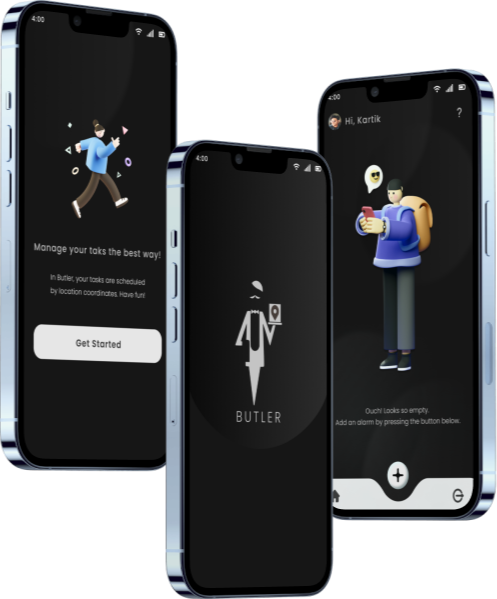 4:00
Manage your taks the best way!
In Butler, your tasks are scheduled
by location coordinates. Have fun!
Get Started
4:00
BUTLER
4:00
Hi, Kartik
?
Ouch! Looks so empty.
Add an alarm by pressing the button below.